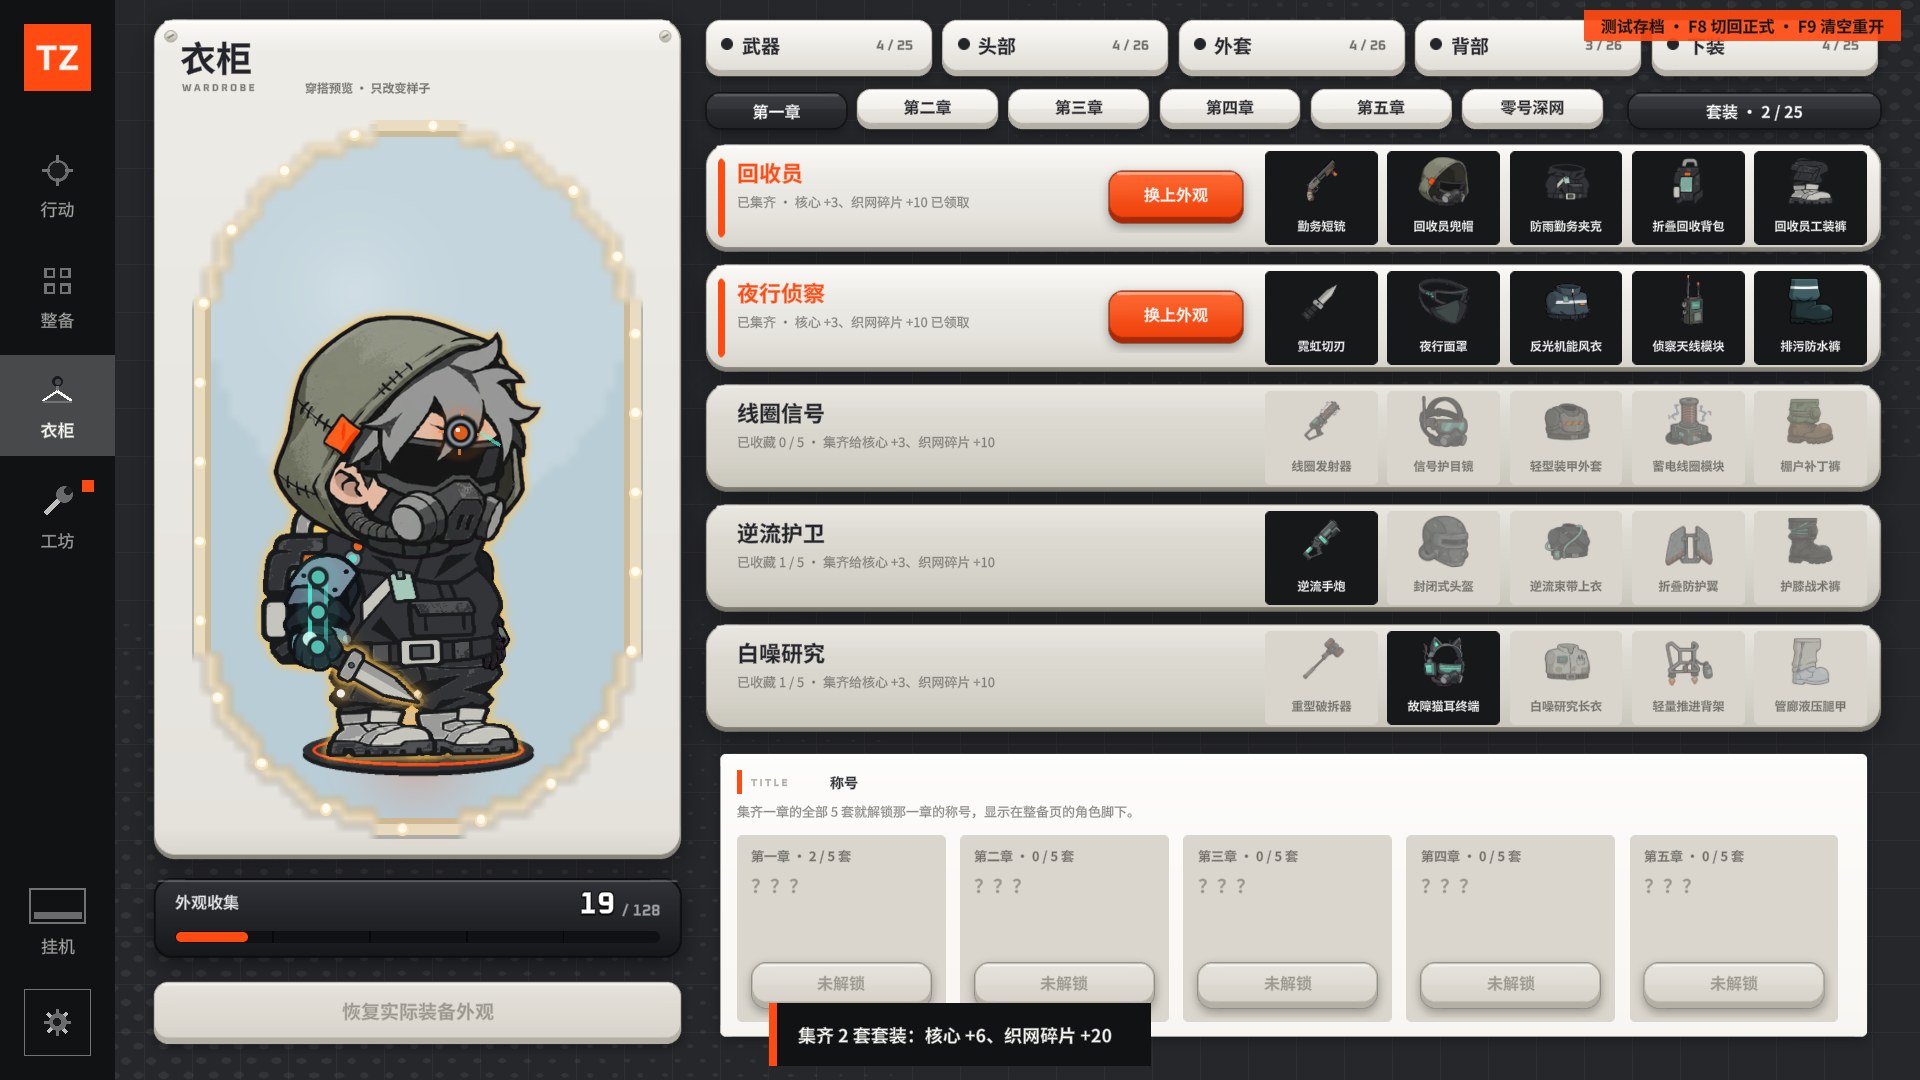 TZ
行动
整备
衣柜
工坊
挂机
衣柜
WARDROBE
穿搭预览 · 只改变样子
外观收集
19 / 128
恢复实际装备外观
测试存档 · F8 切回正式 · F9 清空重开
武器 4 / 25
头部 4 / 26
外套 4 / 26
背部 3 / 26
下装 4 / 25
第一章
第二章
第三章
第四章
第五章
零号深网
套装 · 2 / 25
回收员
已集齐 · 核心 +3、织网碎片 +10 已领取
换上外观
勤务短铳
回收员兜帽
防雨勤务夹克
折叠回收背包
回收员工装裤
夜行侦察
已集齐 · 核心 +3、织网碎片 +10 已领取
换上外观
霓虹切刃
夜行面罩
反光机能风衣
侦察天线模块
排污防水裤
线圈信号
已收藏 0 / 5 · 集齐给核心 +3、织网碎片 +10
线圈发射器
信号护目镜
轻型装甲外套
蓄电线圈模块
棚户补丁裤
逆流护卫
已收藏 1 / 5 · 集齐给核心 +3、织网碎片 +10
逆流手炮
封闭式头盔
逆流束带上衣
折叠防护翼
护膝战术裤
白噪研究
已收藏 1 / 5 · 集齐给核心 +3、织网碎片 +10
重型破拆器
故障猫耳终端
白噪研究长衣
轻量推进背架
管廊液压腿甲
TITLE 称号
集齐一章的全部 5 套就解锁那一章的称号，显示在整备页的角色脚下。
第一章 · 2 / 5 套
？？？
未解锁
第二章 · 0 / 5 套
？？？
未解锁
第三章 · 0 / 5 套
？？？
未解锁
第四章 · 0 / 5 套
？？？
未解锁
第五章 · 0 / 5 套
？？？
未解锁
集齐 2 套套装：核心 +6、织网碎片 +20